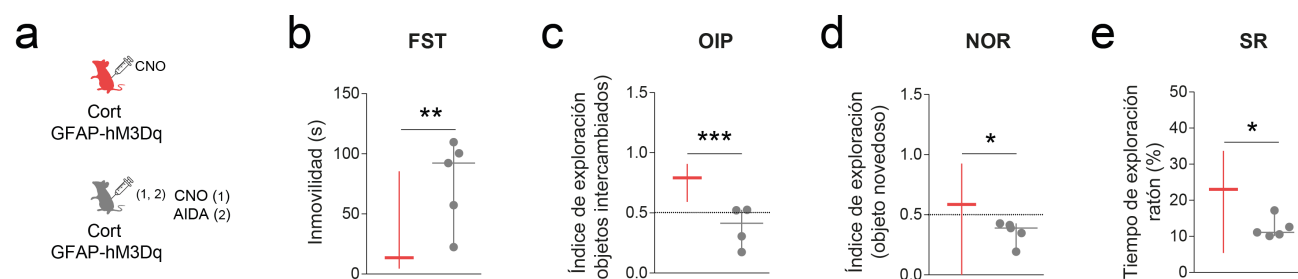 a
CNO
Cort
GFAP-hM3Dq
(1, 2) CNO (1)
AIDA (2)
Cort
GFAP-hM3Dq
b
FST
Inmovilidad (s)
150
100
50
0
**
c
OIP
Índice de exploración
objetos intercambiados)
1.5
1.0
0.5
0.0
***
d
NOR
Índice de exploración
(objeto novedoso)
1.5
1.0
0.5
0.0
*
e
SR
Tiempo de exploración
ratón (%)
50
40
30
20
10
0
*